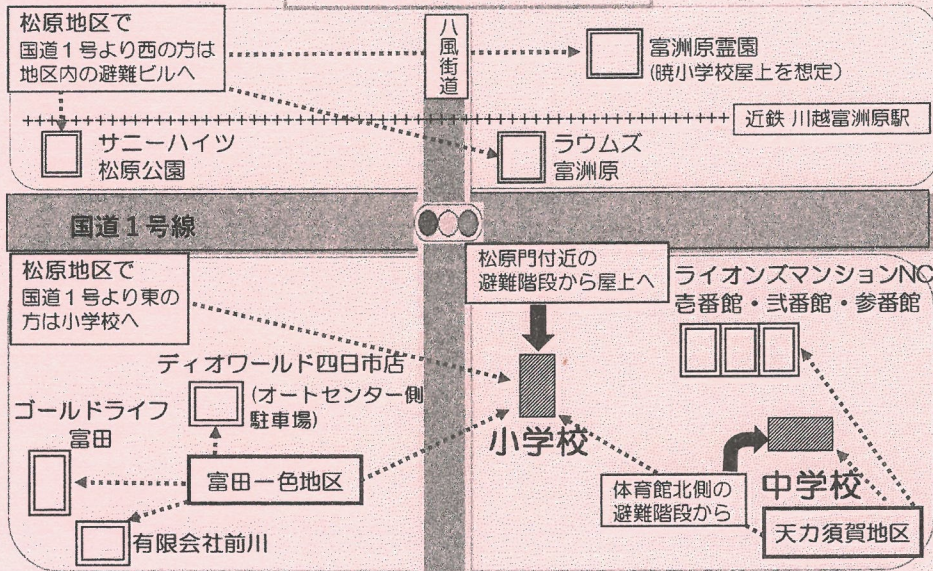 松原地区で
国道1号より西の方は
地区内の避難ビルへ
八風街道
富洲原霊園
(暁小学校屋上を想定)
近鉄 川越富洲原駅
サニーハイツ
松原公園
ラウムズ
富洲原
国道1号線
松原地区で
国道1号より東の
方は小学校へ
松原門付近の
避難階段から屋上へ
ライオンズマンションNC
壱番館・弐番館・参番館
ディオワールド四日市店
(オートセンター側
駐車場)
ゴールドライフ
富田
小学校
富田一色地区
体育館北側の
避難階段から
中学校
天力須賀地区
有限会社前川